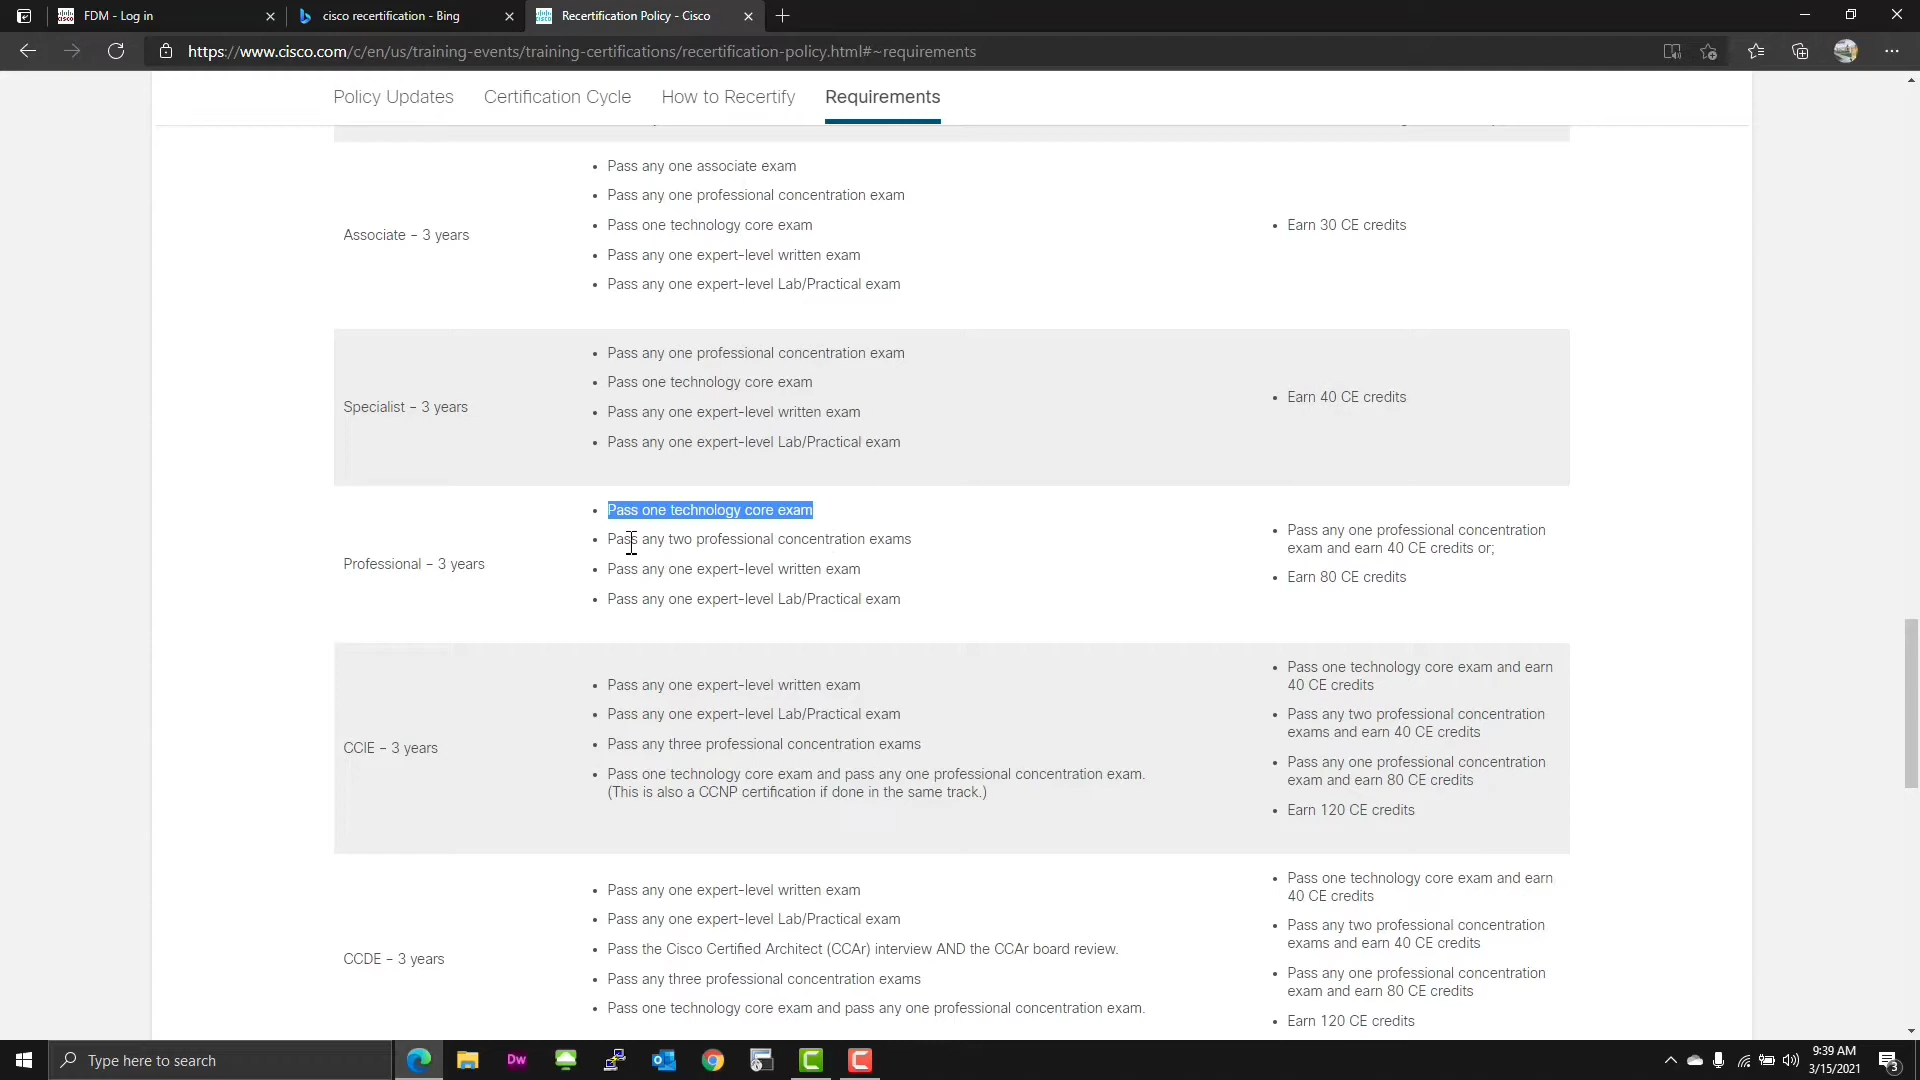 FDM - Log in
cisco recertification - Bing
Recertification Policy - Cisco
https://www.cisco.com/c/en/us/training-events/training-certifications/recertification-policy.html#~requirements
Policy Updates
Certification Cycle
How to Recertify
Requirements
Associate – 3 years
Pass any one associate exam
Pass any one professional concentration exam
Pass one technology core exam
Pass any one expert-level written exam
Pass any one expert-level Lab/Practical exam
Earn 30 CE credits
Specialist – 3 years
Pass any one professional concentration exam
Pass one technology core exam
Pass any one expert-level written exam
Pass any one expert-level Lab/Practical exam
Earn 40 CE credits
Professional – 3 years
Pass one technology core exam
Pass any two professional concentration exams
Pass any one expert-level written exam
Pass any one expert-level Lab/Practical exam
Pass any one professional concentration
exam and earn 40 CE credits or;
Earn 80 CE credits
CCIE – 3 years
Pass any one expert-level written exam
Pass any one expert-level Lab/Practical exam
Pass any three professional concentration exams
Pass one technology core exam and pass any one professional concentration exam.
(This is also a CCNP certification if done in the same track.)
Pass one technology core exam and earn
40 CE credits
Pass any two professional concentration
exams and earn 40 CE credits
Pass any one professional concentration
exam and earn 80 CE credits
Earn 120 CE credits
CCDE – 3 years
Pass any one expert-level written exam
Pass any one expert-level Lab/Practical exam
Pass the Cisco Certified Architect (CCAr) interview AND the CCAr board review.
Pass any three professional concentration exams
Pass one technology core exam and pass any one professional concentration exam.
Pass one technology core exam and earn
40 CE credits
Pass any two professional concentration
exams and earn 40 CE credits
Pass any one professional concentration
exam and earn 80 CE credits
Earn 120 CE credits
Type here to search
Dw
9:39 AM
3/15/2021
3